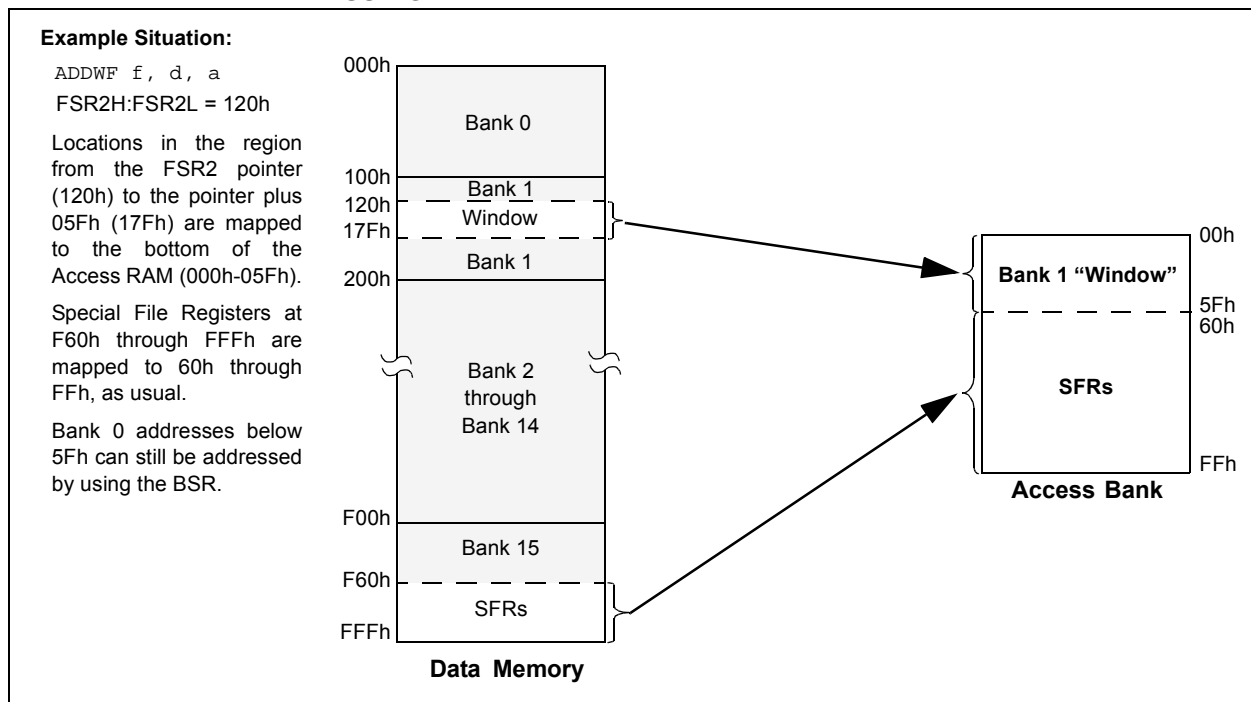 Example Situation:
ADDWF f, d, a
FSR2H:FSR2L = 120h
Locations in the region
from the FSR2 pointer
(120h) to the pointer plus
05Fh (17Fh) are mapped
to the bottom of the
Access RAM (000h-05Fh).
Special File Registers at
F60h through FFFh are
mapped to 60h through
FFh, as usual.
Bank 0 addresses below
5Fh can still be addressed
by using the BSR.
000h
Bank 0
100h
Bank 1
120h
Window
17Fh
Bank 1
200h
Bank 2
through
Bank 14
F00h
Bank 15
F60h
SFRs
FFFh
Data Memory
00h
Bank 1 “Window”
5Fh
60h
SFRs
FFh
Access Bank